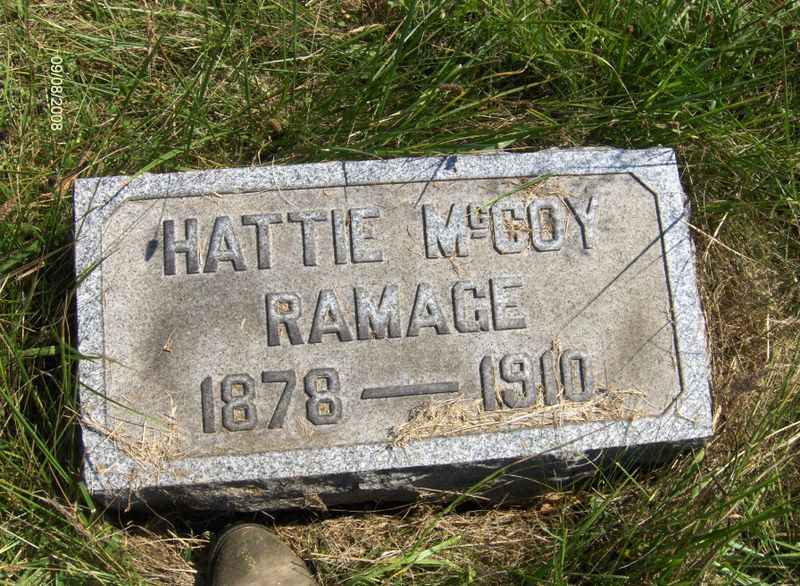 HATTIE McCOY
RAMAGE
1878 — 1910
09/08/2008